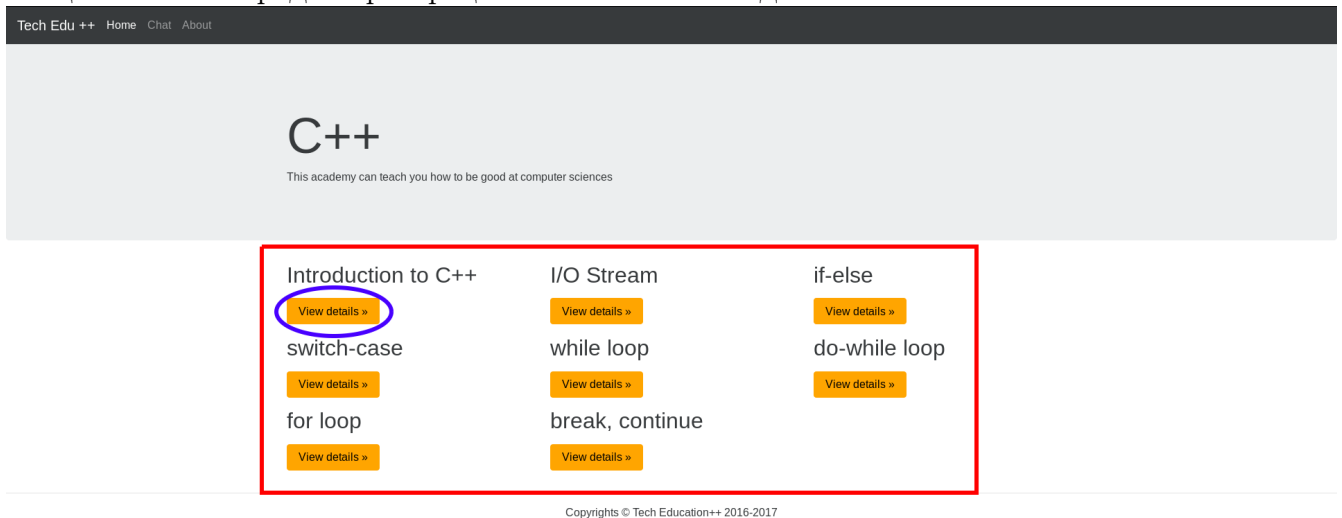 Tech Edu ++ Home Chat About
C++
This academy can teach you how to be good at computer sciences
Introduction to C++ I/O Stream if-else
View details » View details » View details »
switch-case while loop do-while loop
View details » View details » View details »
for loop break, continue
View details » View details »
Copyrights © Tech Education++ 2016-2017